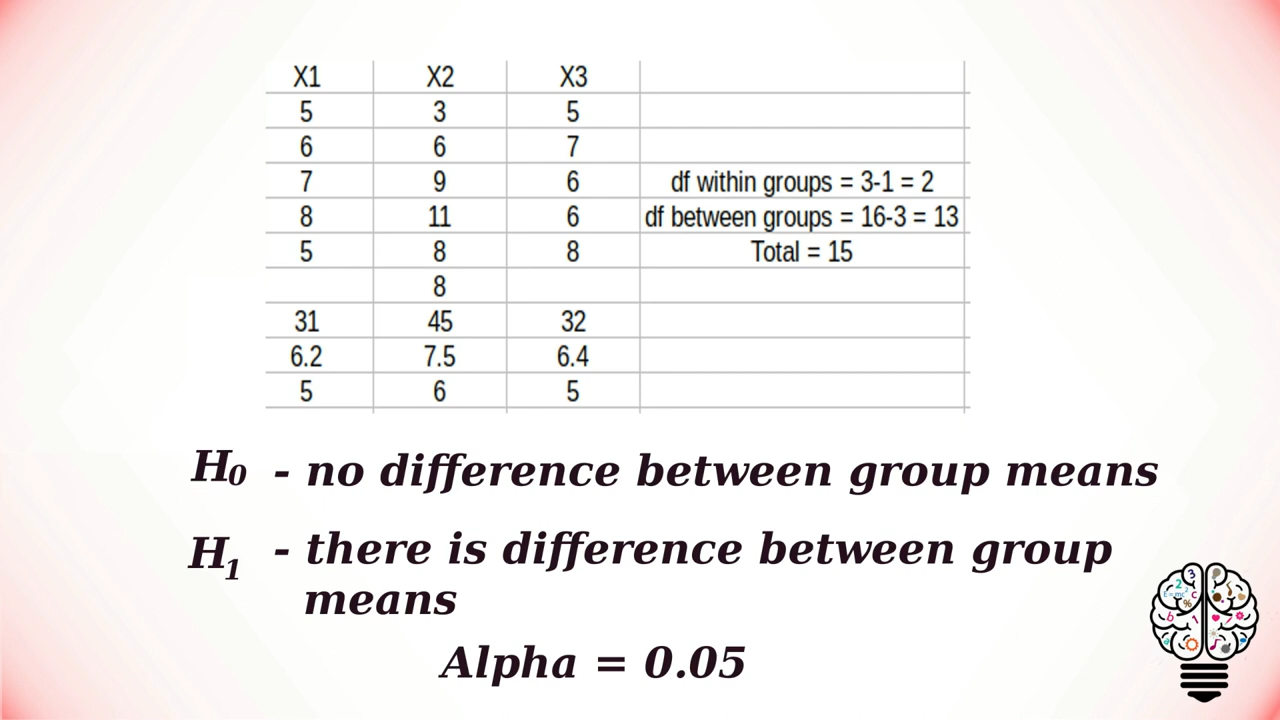 X1 X2 X3
5 3 5
6 6 7
7 9 6 df within groups = 3-1 = 2
8 11 6 df between groups = 16-3 = 13
5 8 8 Total = 15
8
31 45 32
6.2 7.5 6.4
5 6 5
H₀ - no difference between group means
H₁ - there is difference between group
means
Alpha = 0.05